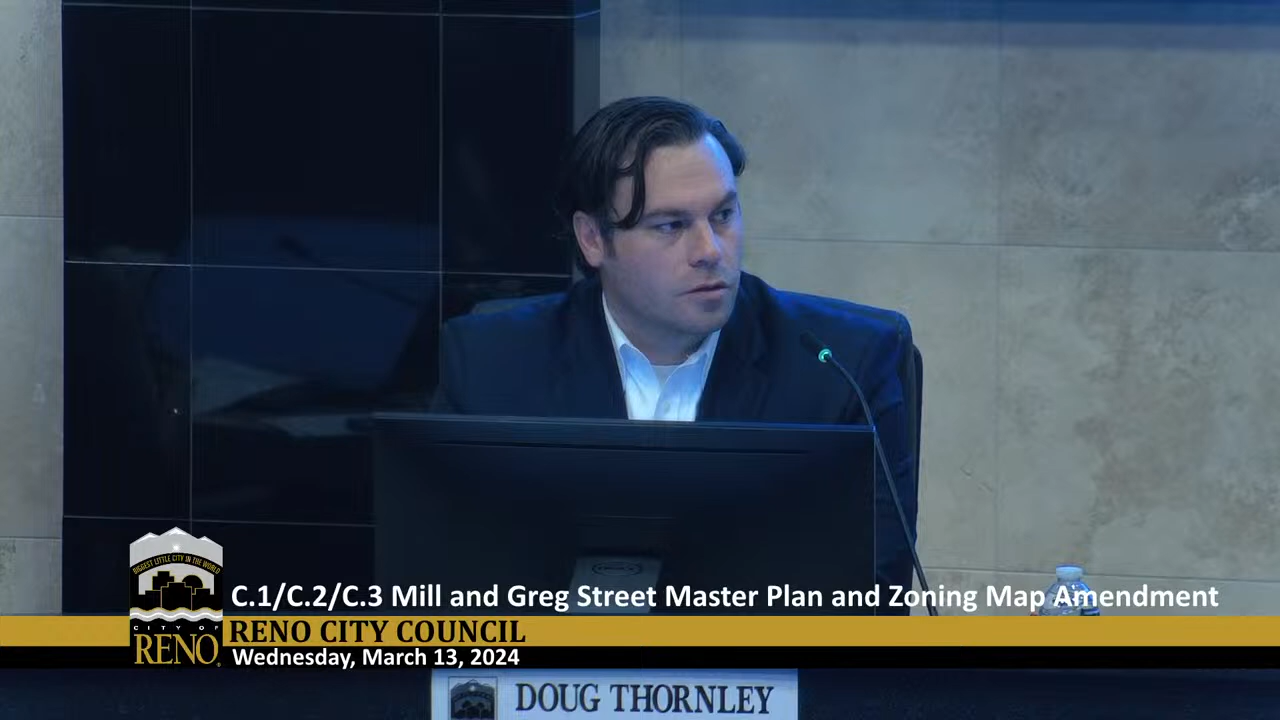 C.1/C.2/C.3 Mill and Greg Street Master Plan and Zoning Map Amendment
BIGGEST LITTLE CITY IN THE WORLD
CITY OF
RENO
RENO CITY COUNCIL
Wednesday, March 13, 2024
DOUG THORNLEY